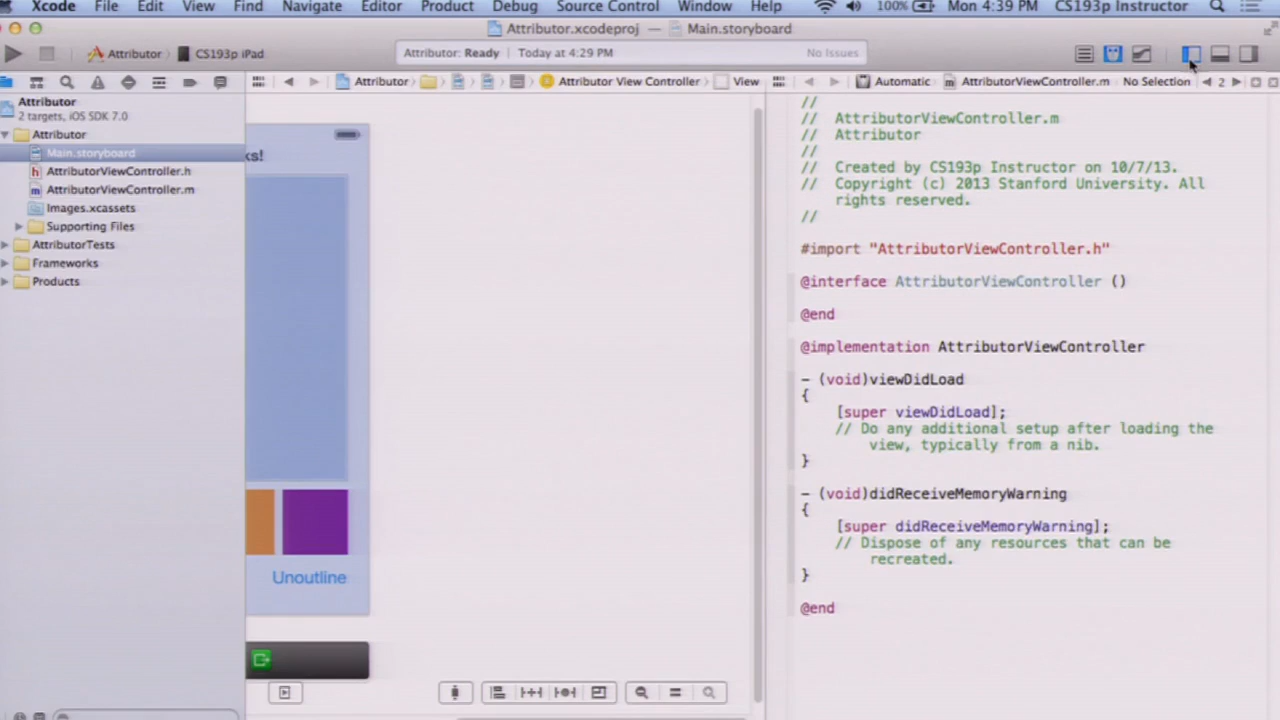 Xcode File Edit View Find Navigate Editor Product Debug Source Control Window Help 100% Mon 4:39 PM CS193p Instructor
Attributor.xcodeproj — Main.storyboard
Attributor CS193p iPad Attributor: Ready Today at 4:29 PM No Issues
Attributor Attributor View Controller View Automatic AttributorViewController.m No Selection 2
Attributor
2 targets, iOS SDK 7.0
Attributor
Main.storyboard
AttributorViewController.h
AttributorViewController.m
Images.xcassets
Supporting Files
AttributorTests
Frameworks
Products
ks!
Unoutline
//
// AttributorViewController.m
// Attributor
//
// Created by CS193p Instructor on 10/7/13.
// Copyright (c) 2013 Stanford University. All
rights reserved.
//
#import "AttributorViewController.h"
@interface AttributorViewController ()
@end
@implementation AttributorViewController
- (void)viewDidLoad
{
[super viewDidLoad];
// Do any additional setup after loading the
view, typically from a nib.
}
- (void)didReceiveMemoryWarning
{
[super didReceiveMemoryWarning];
// Dispose of any resources that can be
recreated.
}
@end